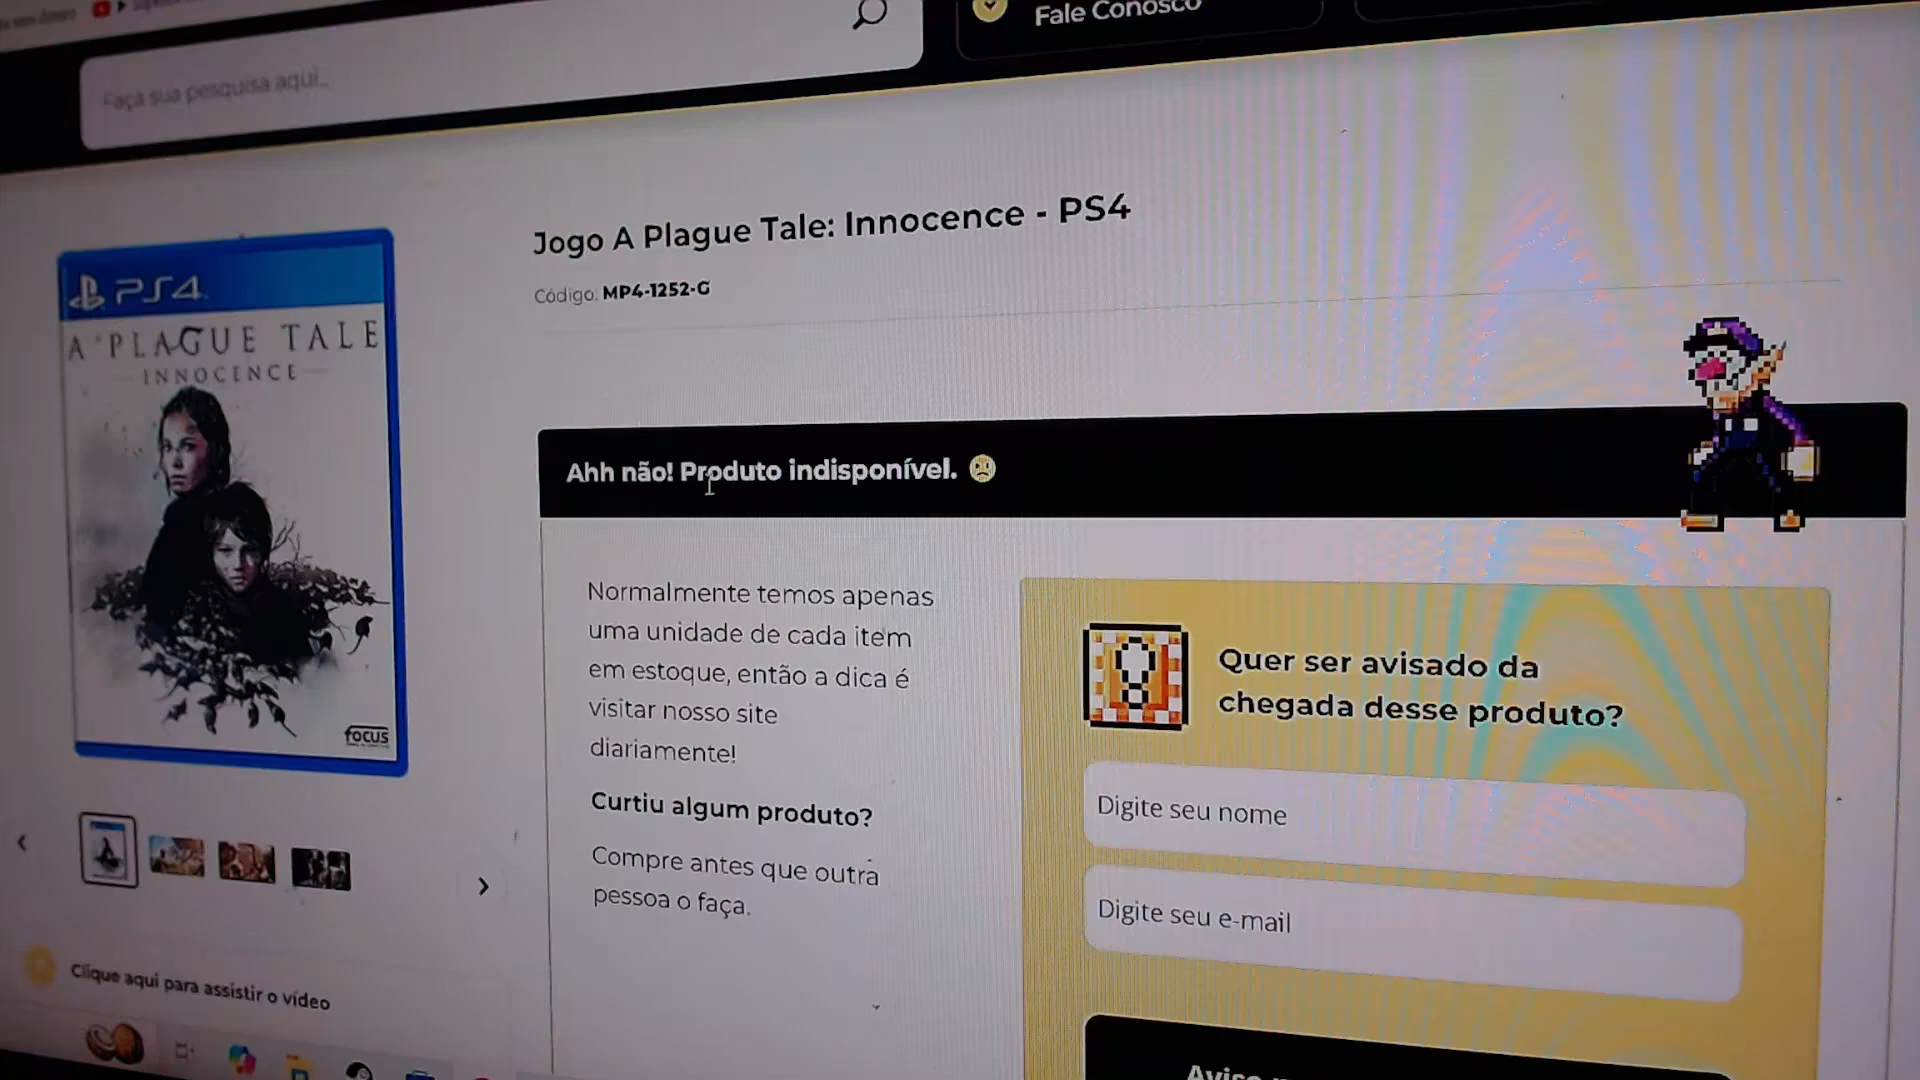 Fale Conosco
Faça sua pesquisa aqui...
Jogo A Plague Tale: Innocence - PS4
Código: MP4-1252-G
PS4
A PLAGUE TALE
INNOCENCE
focus
Ahh não! Produto indisponível.
Normalmente temos apenas
uma unidade de cada item
em estoque, então a dica é
visitar nosso site
diariamente!
Curtiu algum produto?
Compre antes que outra
pessoa o faça.
Quer ser avisado da
chegada desse produto?
Digite seu nome
Digite seu e-mail
Clique aqui para assistir o vídeo